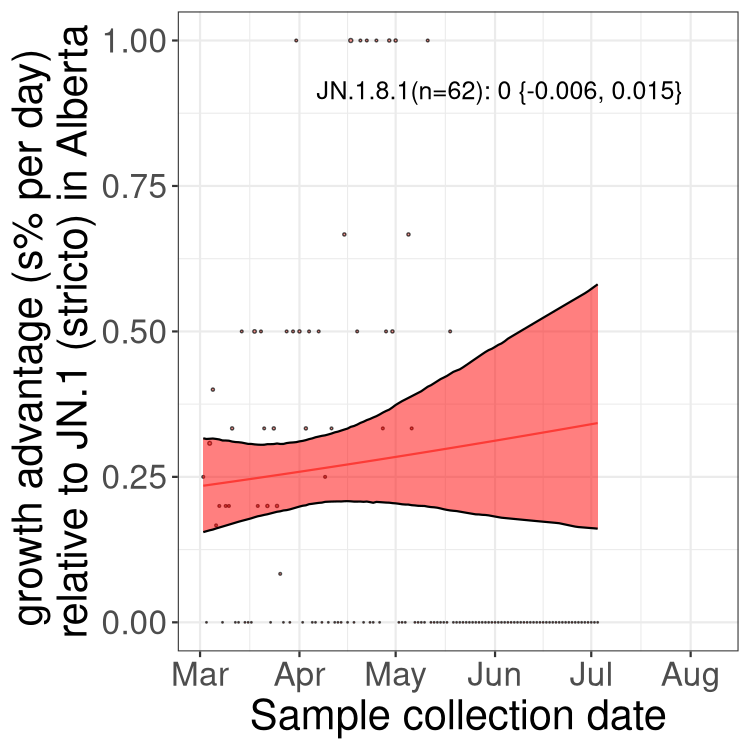 growth advantage (s% per day)
relative to JN.1 (stricto) in Alberta
1.00
0.75
0.50
0.25
0.00
JN.1.8.1(n=62): 0 {-0.006, 0.015}
Mar Apr May Jun Jul Aug
Sample collection date